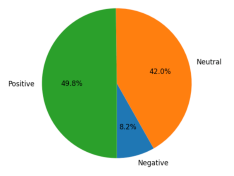 Neutral
42.0%
Positive
49.8%
8.2%
Negative